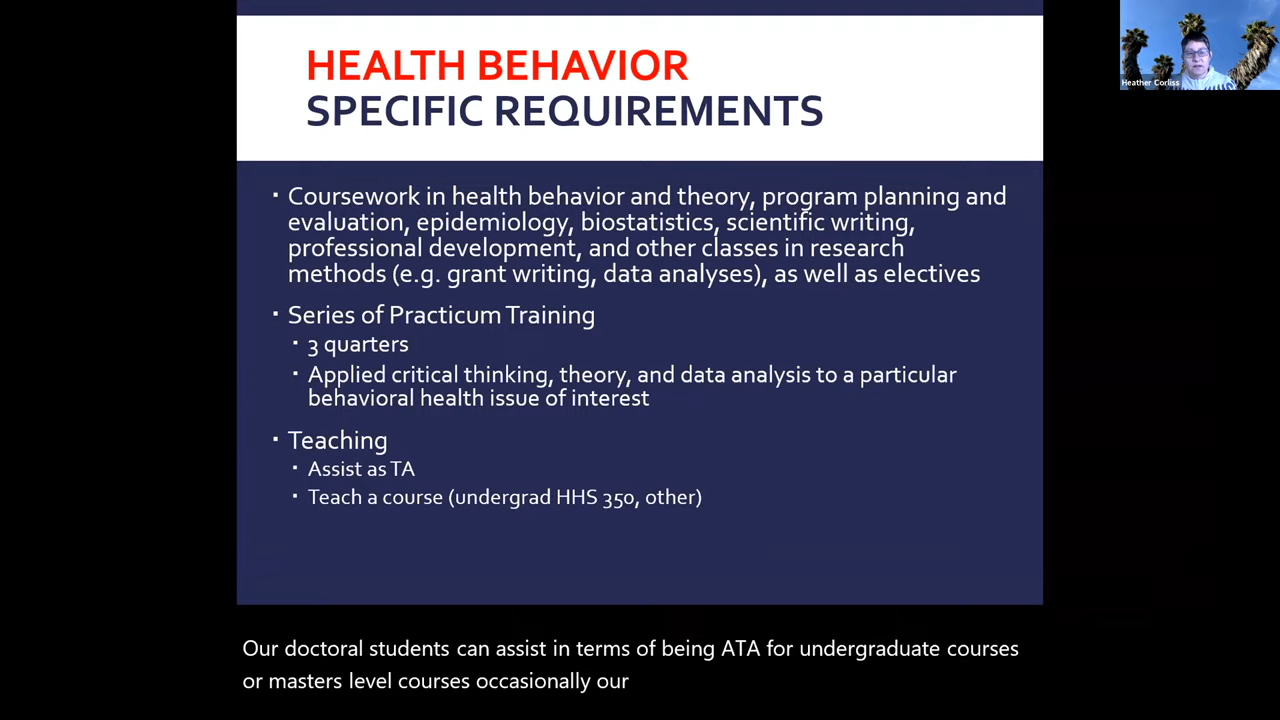 HEALTH BEHAVIOR
SPECIFIC REQUIREMENTS
Heather Corliss
▪ Coursework in health behavior and theory, program planning and
evaluation, epidemiology, biostatistics, scientific writing,
professional development, and other classes in research
methods (e.g. grant writing, data analyses), as well as electives
▪ Series of Practicum Training
▪ 3 quarters
▪ Applied critical thinking, theory, and data analysis to a particular
behavioral health issue of interest
▪ Teaching
▪ Assist as TA
▪ Teach a course (undergrad HHS 350, other)
Our doctoral students can assist in terms of being ATA for undergraduate courses
or masters level courses occasionally our